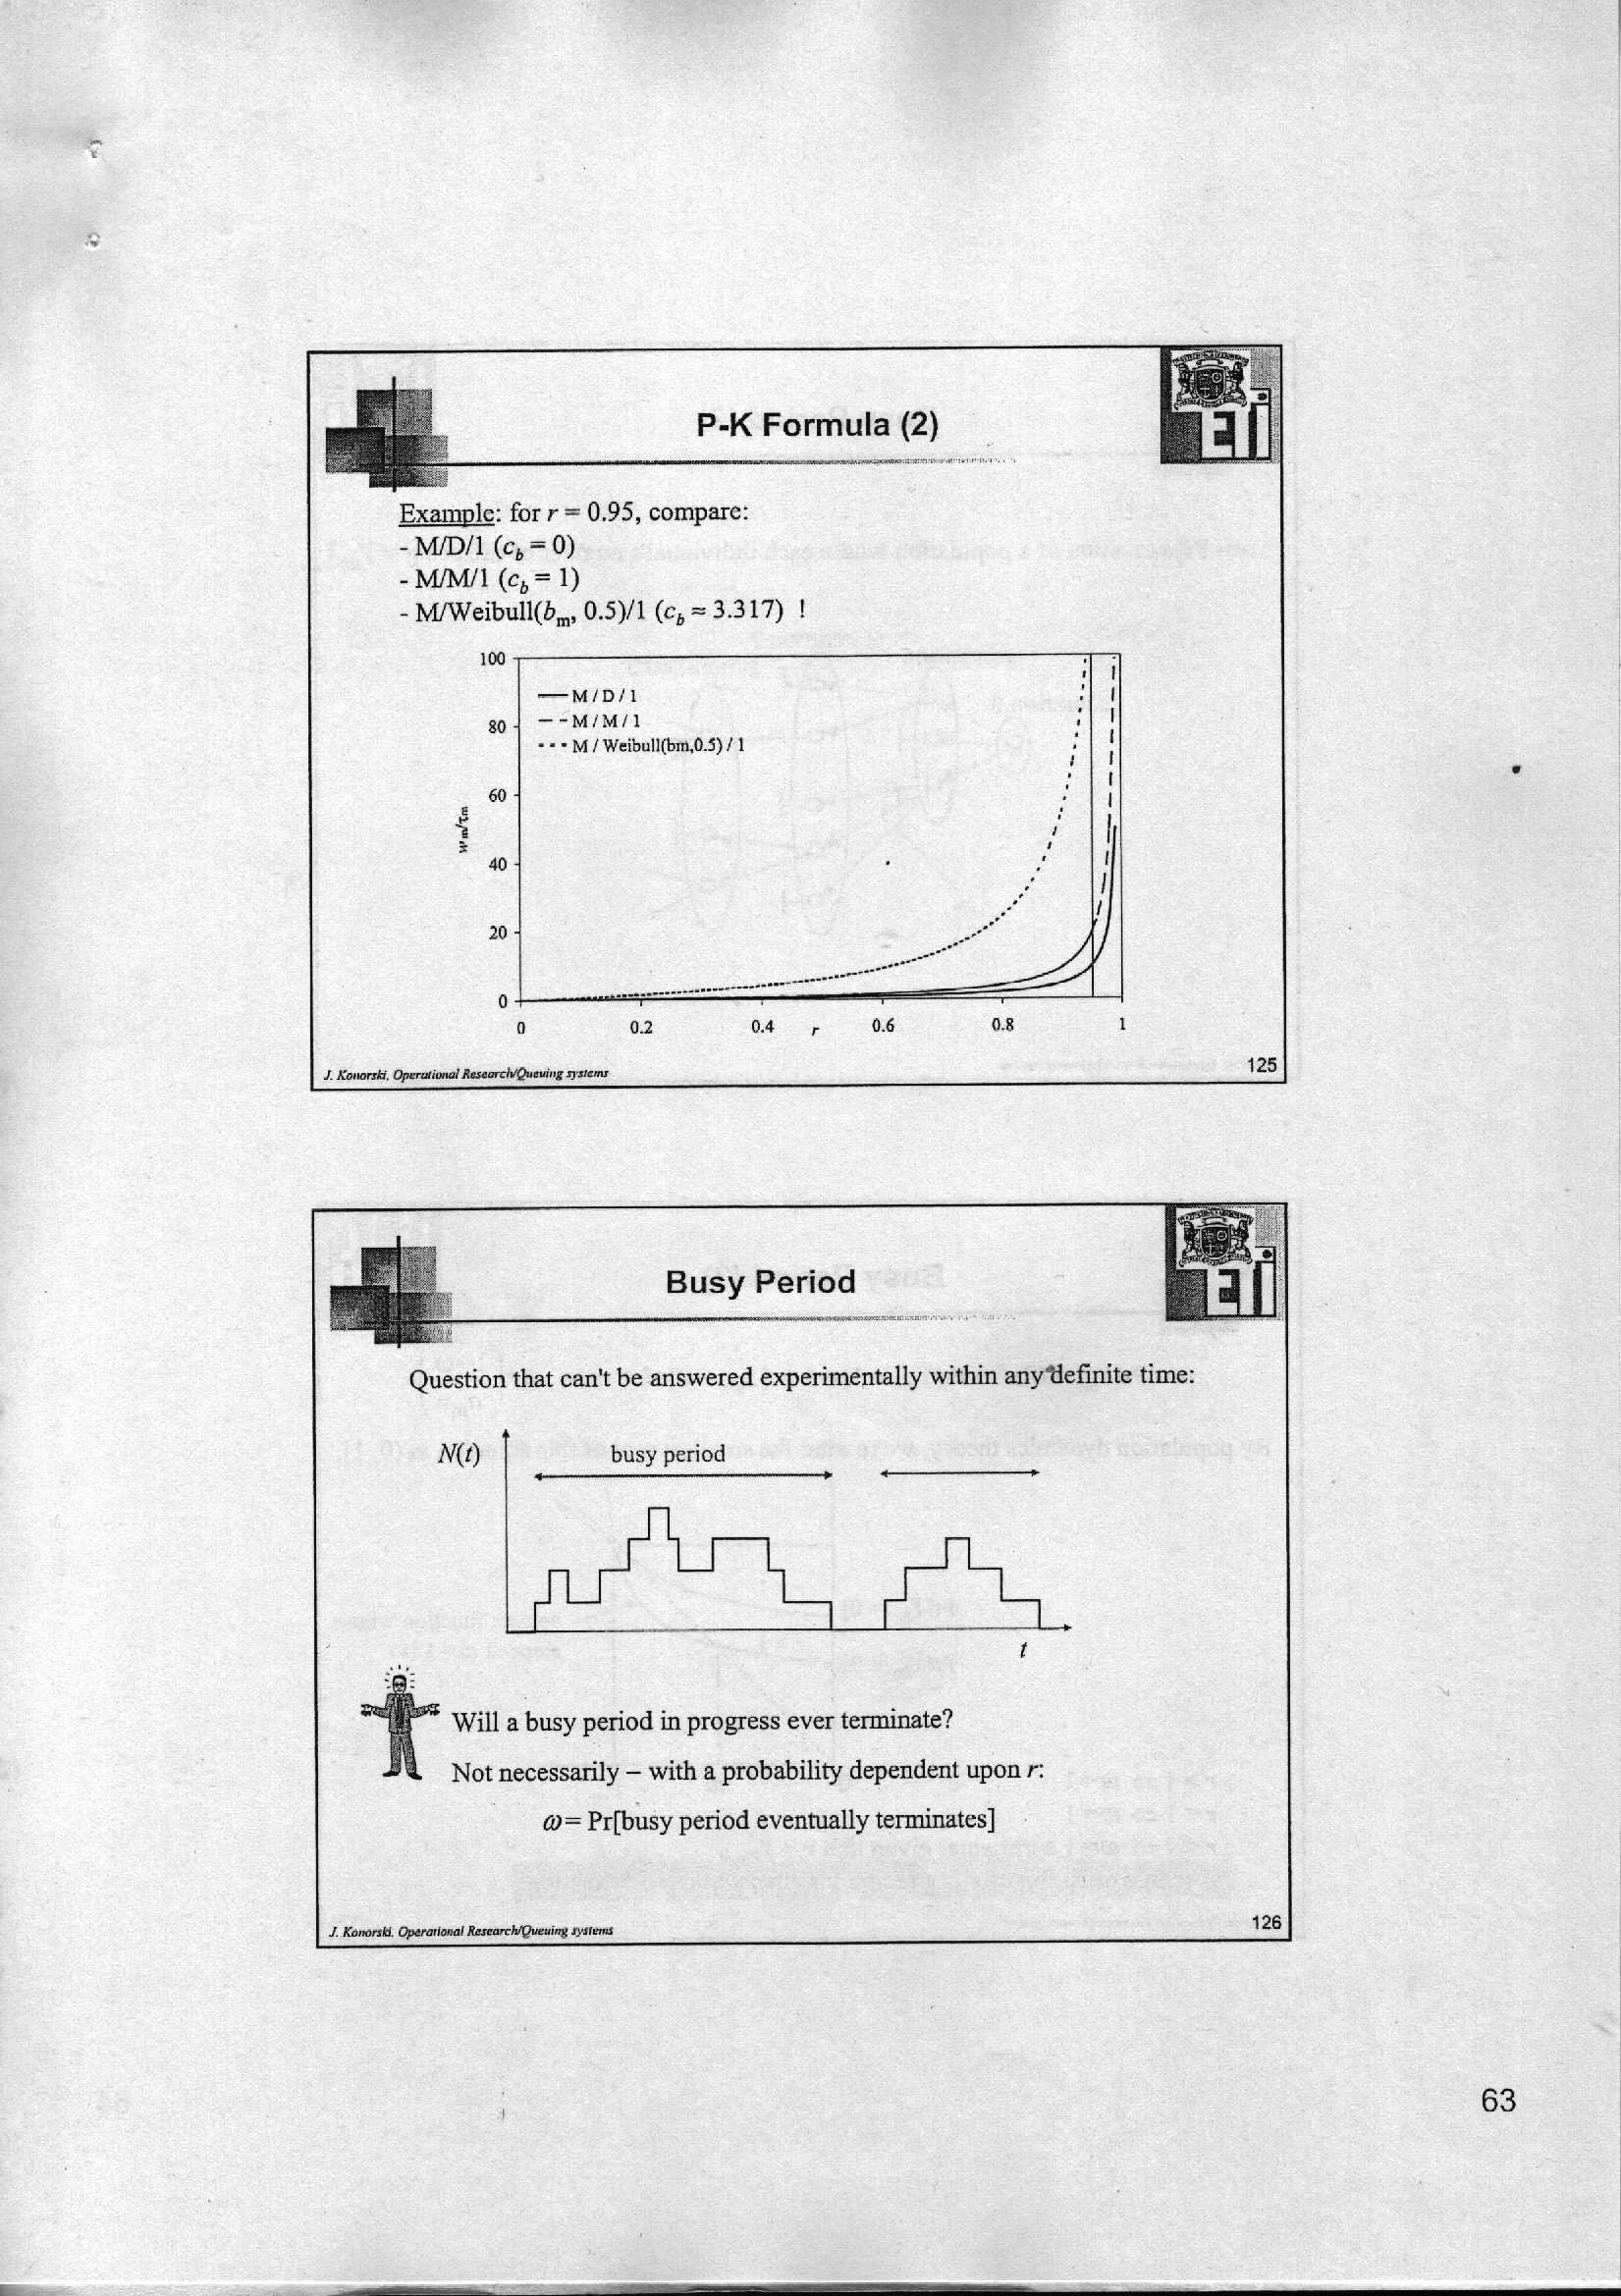 P-K Formula (2)
ETI
Example: for r = 0.95, compare:
- M/D/1 (c_b = 0)
- M/M/1 (c_b = 1)
- M/Weibull(b_m, 0.5)/1 (c_b ≈ 3.317) !
100
80
60
40
20
0
w_m/τ_m
M/D/1
M/M/1
M / Weibull(bm,0.5) / 1
0 0.2 0.4 r 0.6 0.8 1
J. Konorski, Operational Research/Queuing systems
125
Busy Period
ETI
Question that can't be answered experimentally within any definite time:
N(t)
busy period
t
Will a busy period in progress ever terminate?
Not necessarily – with a probability dependent upon r:
ω = Pr[busy period eventually terminates]
J. Konorski, Operational Research/Queuing systems
126
63